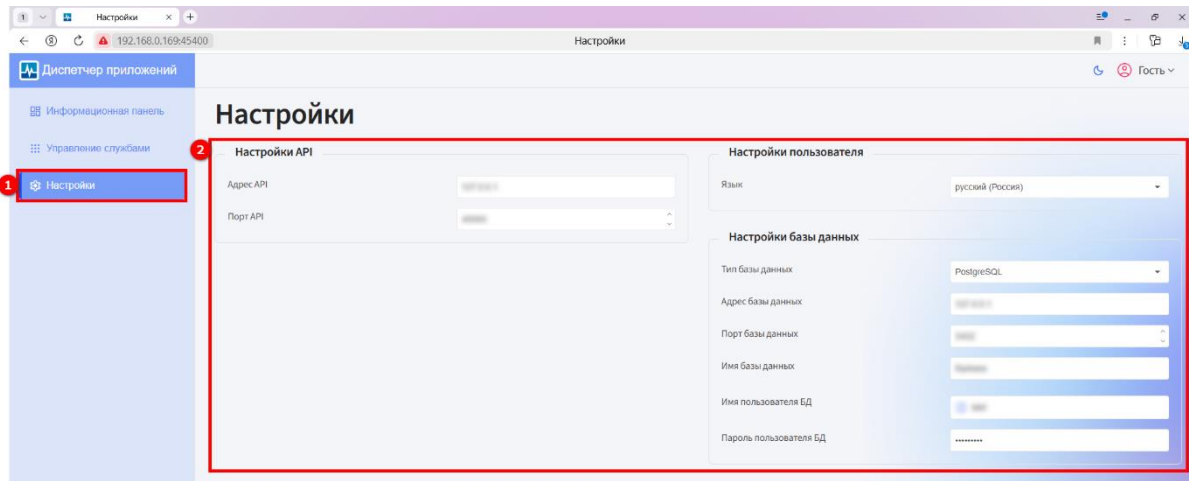 1 Настройки
192.168.0.169:45400 Настройки
Диспетчер приложений Гость
Информационная панель
Управление службами
1 Настройки
Настройки
2 Настройки API
Адрес API
Порт API
Настройки пользователя
Язык русский (Россия)
Настройки базы данных
Тип базы данных PostgreSQL
Адрес базы данных
Порт базы данных
Имя базы данных
Имя пользователя БД
Пароль пользователя БД